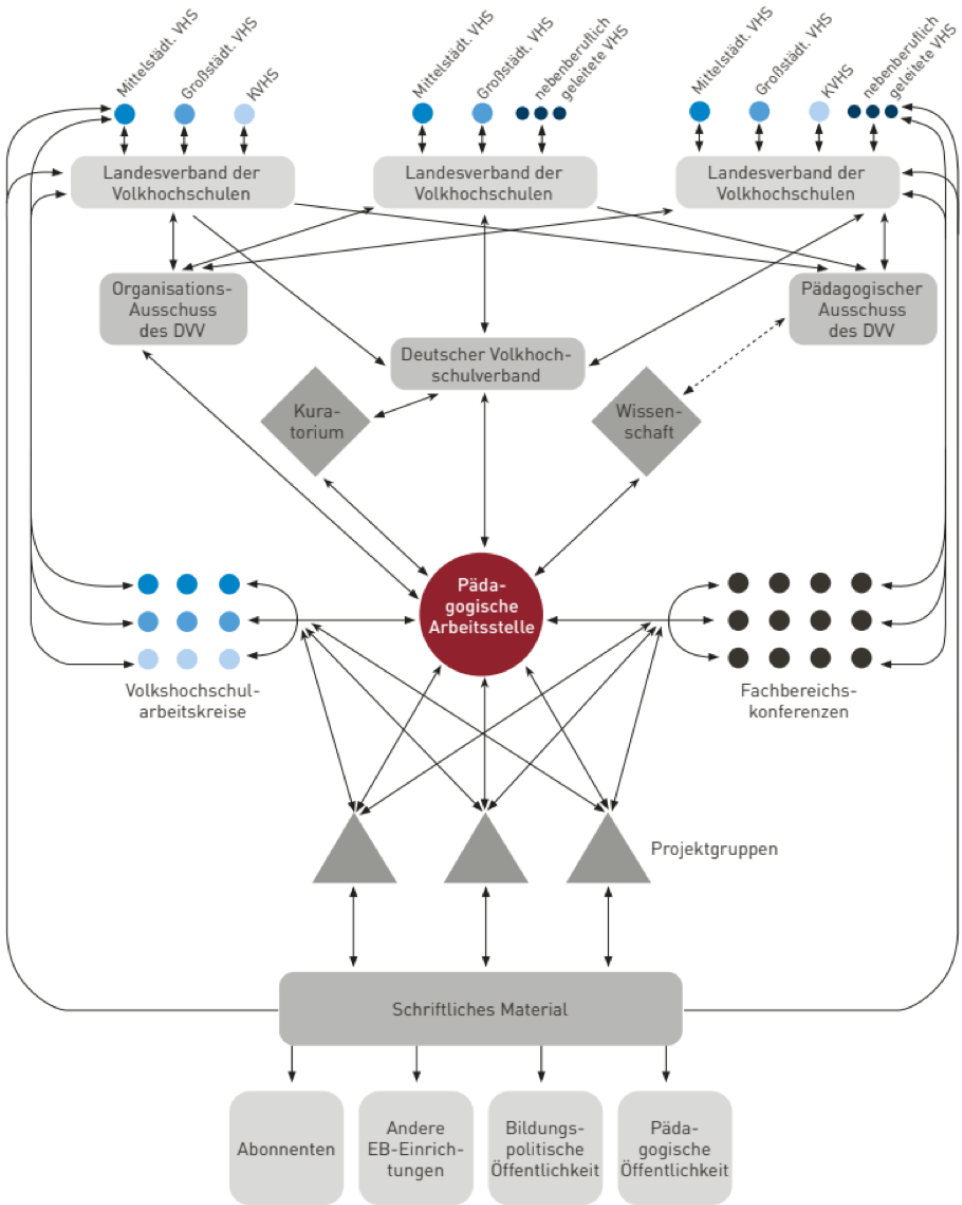 Mittelstädt. VHS
Großstädt. VHS
KVHS
Mittelstädt. VHS
Großstädt. VHS
nebenberuflich
geleitete VHS
Mittelstädt. VHS
Großstädt. VHS
KVHS
nebenberuflich
geleitete VHS
Landesverband der
Volkhochschulen
Landesverband der
Volkhochschulen
Landesverband der
Volkhochschulen
Organisations-
Ausschuss
des DVV
Pädagogischer
Ausschuss
des DVV
Deutscher Volkhoch-
schulverband
Kura-
torium
Wissen-
schaft
Päda-
gogische
Arbeitsstelle
Volkshochschul-
arbeitskreise
Fachbereichs-
konferenzen
Projektgruppen
Schriftliches Material
Abonnenten
Andere
EB-Einrich-
tungen
Bildungs-
politische
Öffentlichkeit
Päda-
gogische
Öffentlichkeit